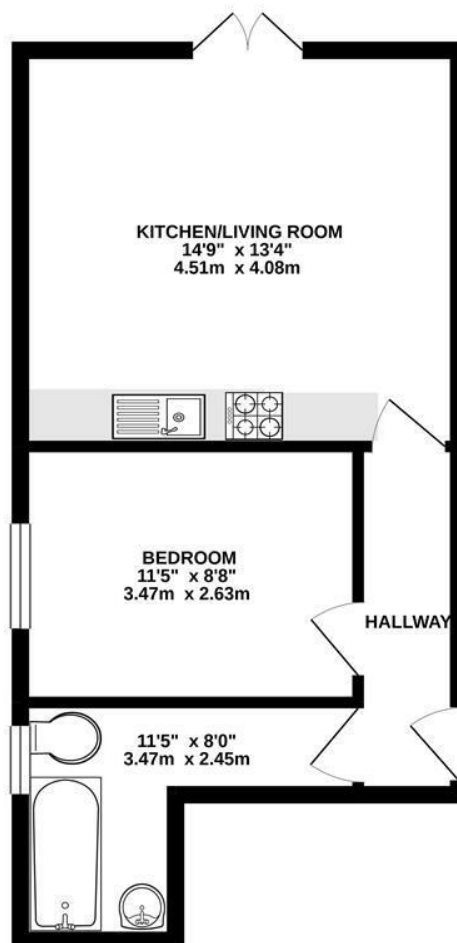 KITCHEN/LIVING ROOM
14'9" x 13'4"
4.51m x 4.08m
BEDROOM
11'5" x 8'8"
3.47m x 2.63m
HALLWAY
11'5" x 8'0"
3.47m x 2.45m